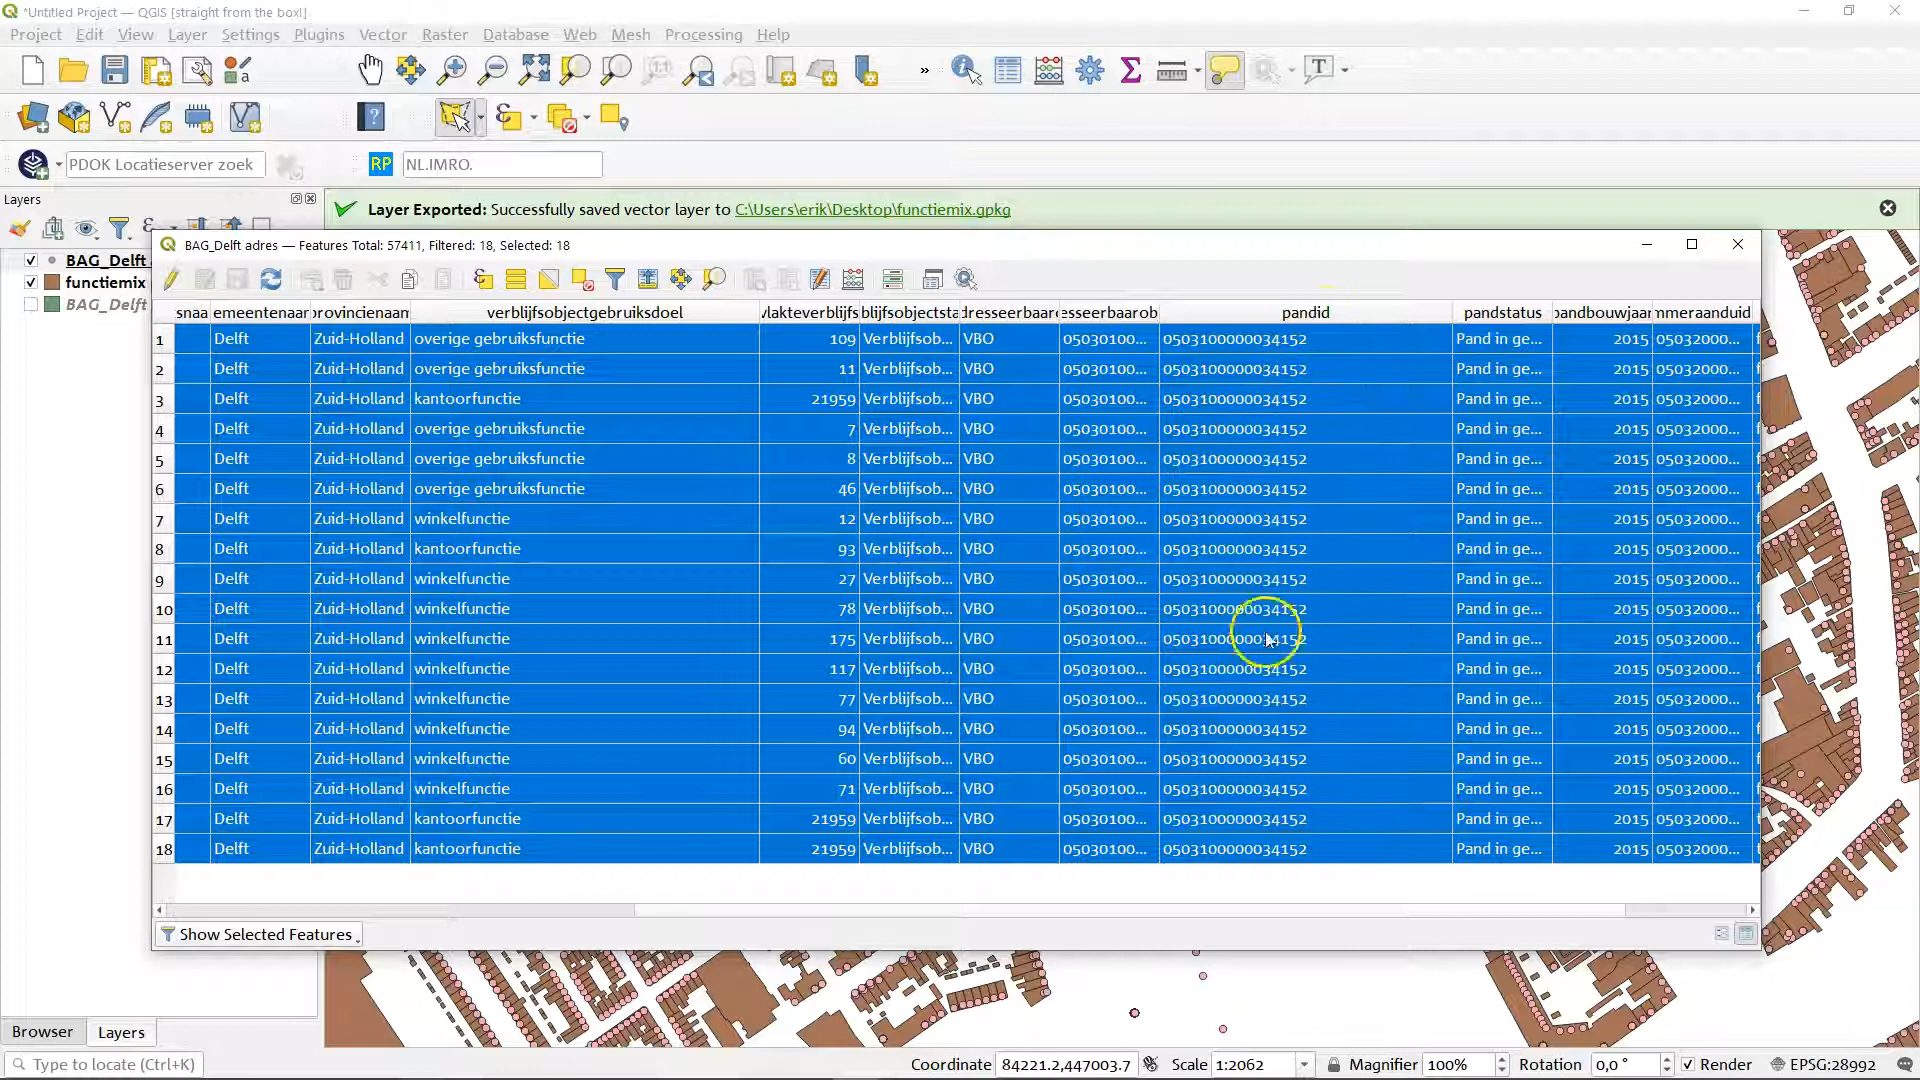 *Untitled Project — QGIS [straight from the box!]
Project Edit View Layer Settings Plugins Vector Raster Database Web Mesh Processing Help
PDOK Locatieserver zoek RP NL.IMRO.
Layers
Layer Exported: Successfully saved vector layer to C:\Users\erik\Desktop\functiemix.gpkg
BAG_Delft
functiemix
BAG_Delft
BAG_Delft adres — Features Total: 57411, Filtered: 18, Selected: 18
snaa emeentenaar provincienaam verblijfsobjectgebruiksdoel vlakteverblijfs blijfsobjectsta dresseerbaaro esseerbaarob pandid pandstatus pandbouwjaar mmeraanduid
1 Delft Zuid-Holland overige gebruiksfunctie 109 Verblijfsob... VBO 05030100... 0503100000034152 Pand in ge... 2015 05032000...
2 Delft Zuid-Holland overige gebruiksfunctie 11 Verblijfsob... VBO 05030100... 0503100000034152 Pand in ge... 2015 05032000...
3 Delft Zuid-Holland kantoorfunctie 21959 Verblijfsob... VBO 05030100... 0503100000034152 Pand in ge... 2015 05032000...
4 Delft Zuid-Holland overige gebruiksfunctie 7 Verblijfsob... VBO 05030100... 0503100000034152 Pand in ge... 2015 05032000...
5 Delft Zuid-Holland overige gebruiksfunctie 8 Verblijfsob... VBO 05030100... 0503100000034152 Pand in ge... 2015 05032000...
6 Delft Zuid-Holland overige gebruiksfunctie 46 Verblijfsob... VBO 05030100... 0503100000034152 Pand in ge... 2015 05032000...
7 Delft Zuid-Holland winkelfunctie 12 Verblijfsob... VBO 05030100... 0503100000034152 Pand in ge... 2015 05032000...
8 Delft Zuid-Holland kantoorfunctie 93 Verblijfsob... VBO 05030100... 0503100000034152 Pand in ge... 2015 05032000...
9 Delft Zuid-Holland winkelfunctie 27 Verblijfsob... VBO 05030100... 0503100000034152 Pand in ge... 2015 05032000...
10 Delft Zuid-Holland winkelfunctie 78 Verblijfsob... VBO 05030100... 0503100000034152 Pand in ge... 2015 05032000...
11 Delft Zuid-Holland winkelfunctie 175 Verblijfsob... VBO 05030100... 0503100000034152 Pand in ge... 2015 05032000...
12 Delft Zuid-Holland winkelfunctie 117 Verblijfsob... VBO 05030100... 0503100000034152 Pand in ge... 2015 05032000...
13 Delft Zuid-Holland winkelfunctie 77 Verblijfsob... VBO 05030100... 0503100000034152 Pand in ge... 2015 05032000...
14 Delft Zuid-Holland winkelfunctie 94 Verblijfsob... VBO 05030100... 0503100000034152 Pand in ge... 2015 05032000...
15 Delft Zuid-Holland winkelfunctie 60 Verblijfsob... VBO 05030100... 0503100000034152 Pand in ge... 2015 05032000...
16 Delft Zuid-Holland winkelfunctie 71 Verblijfsob... VBO 05030100... 0503100000034152 Pand in ge... 2015 05032000...
17 Delft Zuid-Holland kantoorfunctie 21959 Verblijfsob... VBO 05030100... 0503100000034152 Pand in ge... 2015 05032000...
18 Delft Zuid-Holland kantoorfunctie 21959 Verblijfsob... VBO 05030100... 0503100000034152 Pand in ge... 2015 05032000...
Show Selected Features
Browser Layers
Type to locate (Ctrl+K) Coordinate 84221.2,447003.7 Scale 1:2062 Magnifier 100% Rotation 0,0 ° Render EPSG:28992